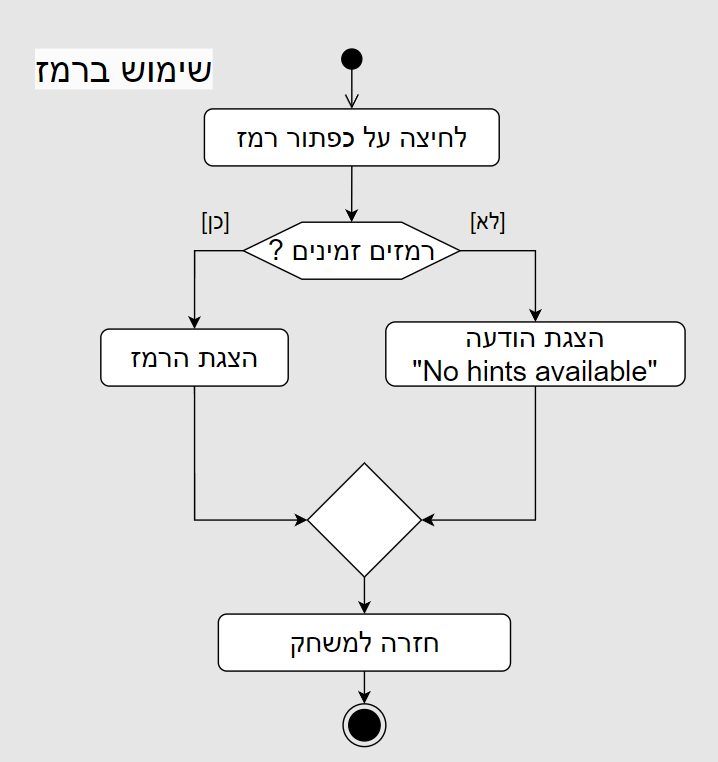 שימוש ברמז
לחיצה על כפתור רמז
רמזים זמינים ?
[לא]
[כן]
הצגת הודעה
"No hints available"
הצגת הרמז
חזרה למשחק